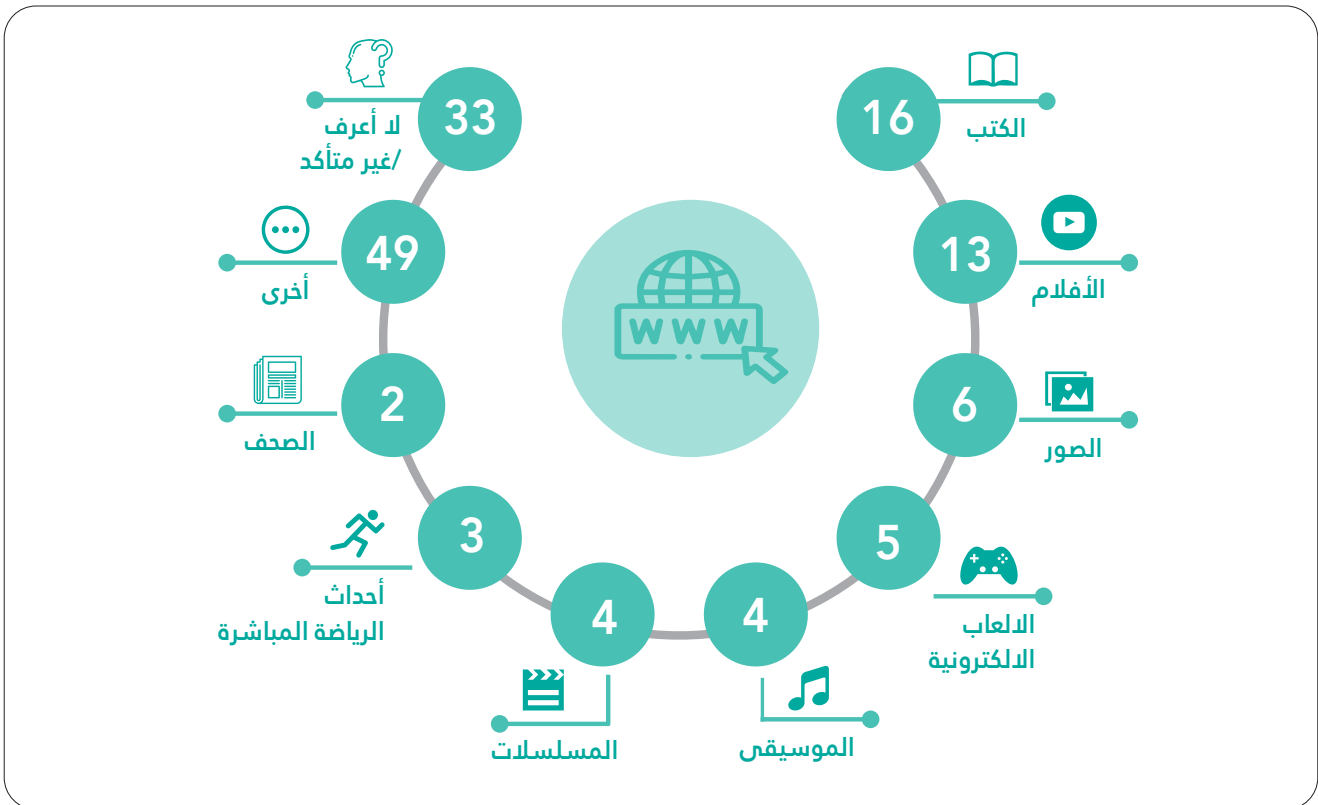 16
الكتب
13
الأفلام
6
الصور
5
الالعاب
الالكترونية
4
الموسيقى
4
المسلسلات
3
أحداث
الرياضة المباشرة
2
الصحف
49
أخرى
33
لا أعرف
/غير متأكد
WWW